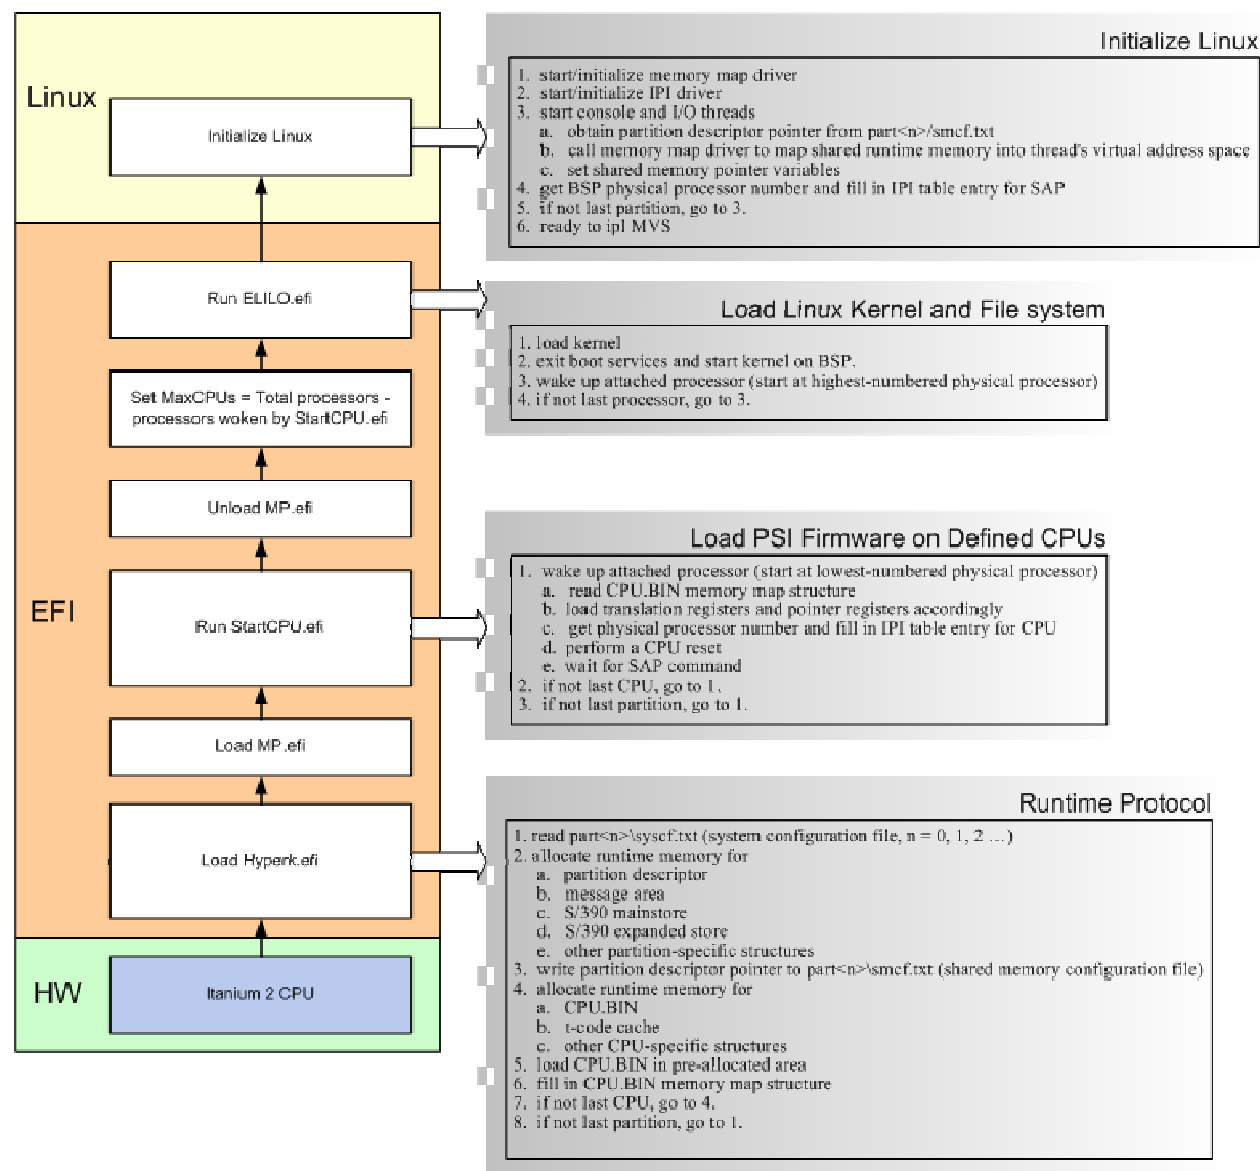 Linux
Initialize Linux
Run ELILO.efi
Set MaxCPUs = Total processors -
processors woken by StartCPU.efi
Unload MP.efi
EFI
Run StartCPU.efi
Load MP.efi
Load Hyperk.efi
HW
Itanium 2 CPU
Initialize Linux
1. start/initialize memory map driver
2. start/initialize IPI driver
3. start console and I/O threads
a. obtain partition descriptor pointer from part<n>/smcf.txt
b. call memory map driver to map shared runtime memory into thread's virtual address space
c. set shared memory pointer variables
4. get BSP physical processor number and fill in IPI table entry for SAP
5. if not last partition, go to 3.
6. ready to ipl MVS
Load Linux Kernel and File system
1. load kernel
2. exit boot services and start kernel on BSP.
3. wake up attached processor (start at highest-numbered physical processor)
4. if not last processor, go to 3.
Load PSI Firmware on Defined CPUs
1. wake up attached processor (start at lowest-numbered physical processor)
a. read CPU.BIN memory map structure
b. load translation registers and pointer registers accordingly
c. get physical processor number and fill in IPI table entry for CPU
d. perform a CPU reset
e. wait for SAP command
2. if not last CPU, go to 1.
3. if not last partition, go to 1.
Runtime Protocol
1. read part<n>\syscf.txt (system configuration file, n = 0, 1, 2 ...)
2. allocate runtime memory for
a. partition descriptor
b. message area
c. S/390 mainstore
d. S/390 expanded store
e. other partition-specific structures
3. write partition descriptor pointer to part<n>\smcf.txt (shared memory configuration file)
4. allocate runtime memory for
a. CPU.BIN
b. t-code cache
c. other CPU-specific structures
5. load CPU.BIN in pre-allocated area
6. fill in CPU.BIN memory map structure
7. if not last CPU, go to 4.
8. if not last partition, go to 1.